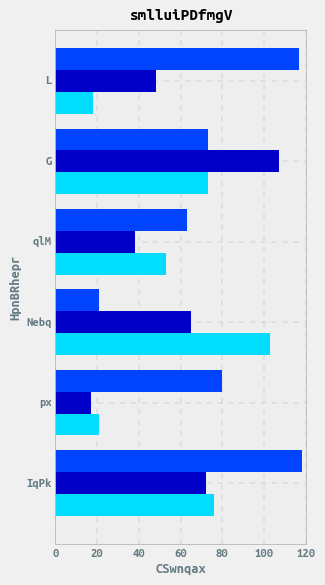 smlluiPDfmgV
L
G
qlM
Nebq
px
IqPk
HpnBRhepr
0 20 40 60 80 100 120
CSwnqax